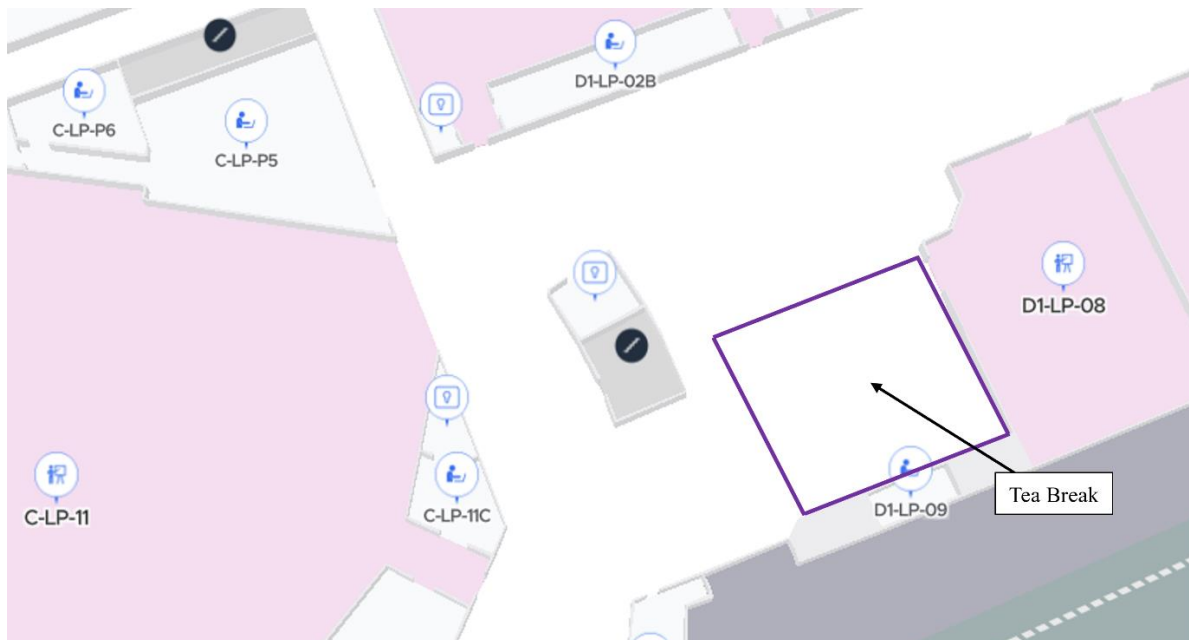 D1-LP-02B
C-LP-P6
C-LP-P5
D1-LP-08
Tea Break
D1-LP-09
C-LP-11
C-LP-11C